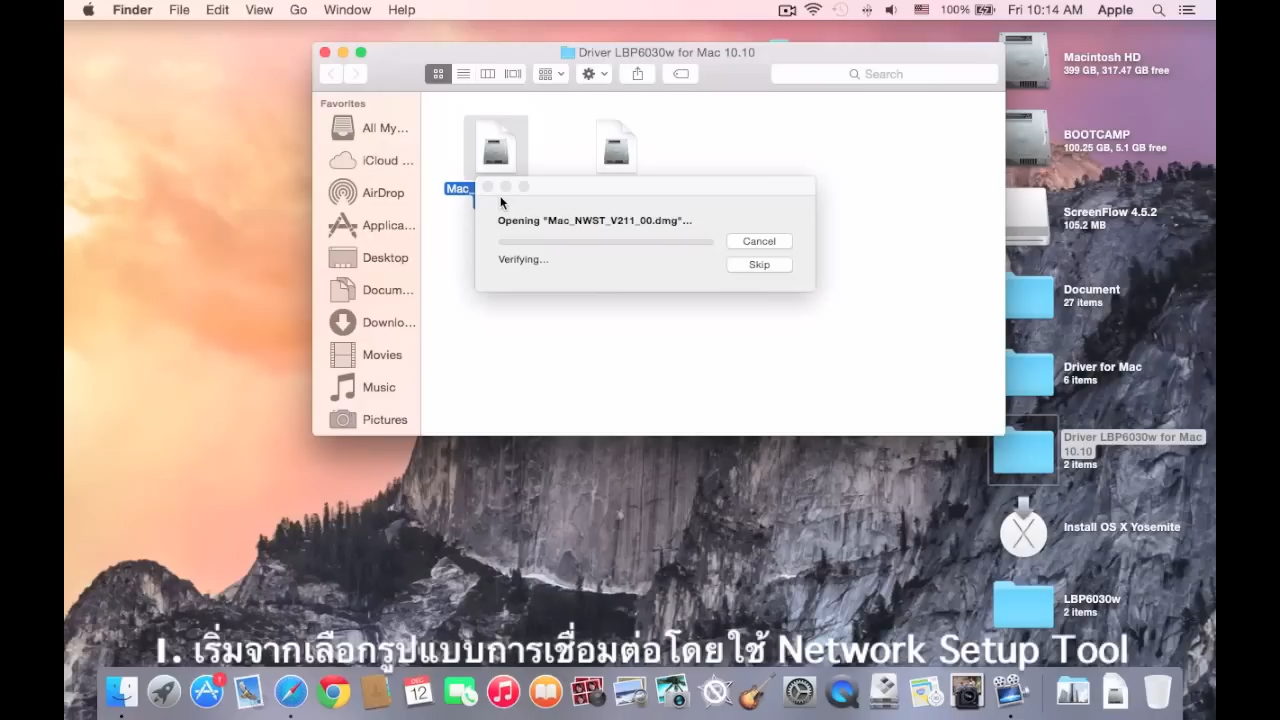 Finder File Edit View Go Window Help 100% Fri 10:14 AM Apple
Driver LBP6030w for Mac 10.10
Search
Favorites
All My...
iCloud ...
AirDrop
Applica...
Desktop
Docum...
Downlo...
Movies
Music
Pictures
Mac_
Opening "Mac_NWST_V211_00.dmg"...
Cancel
Verifying...
Skip
Macintosh HD
399 GB, 317.47 GB free
BOOTCAMP
100.25 GB, 5.1 GB free
ScreenFlow 4.5.2
105.2 MB
Document
27 items
Driver for Mac
6 items
Driver LBP6030w for Mac
10.10
2 items
Install OS X Yosemite
LBP6030w
2 items
1. เริ่มจากเลือกรูปแบบการเชื่อมต่อโดยใช้ Network Setup Tool
DEC
12
1